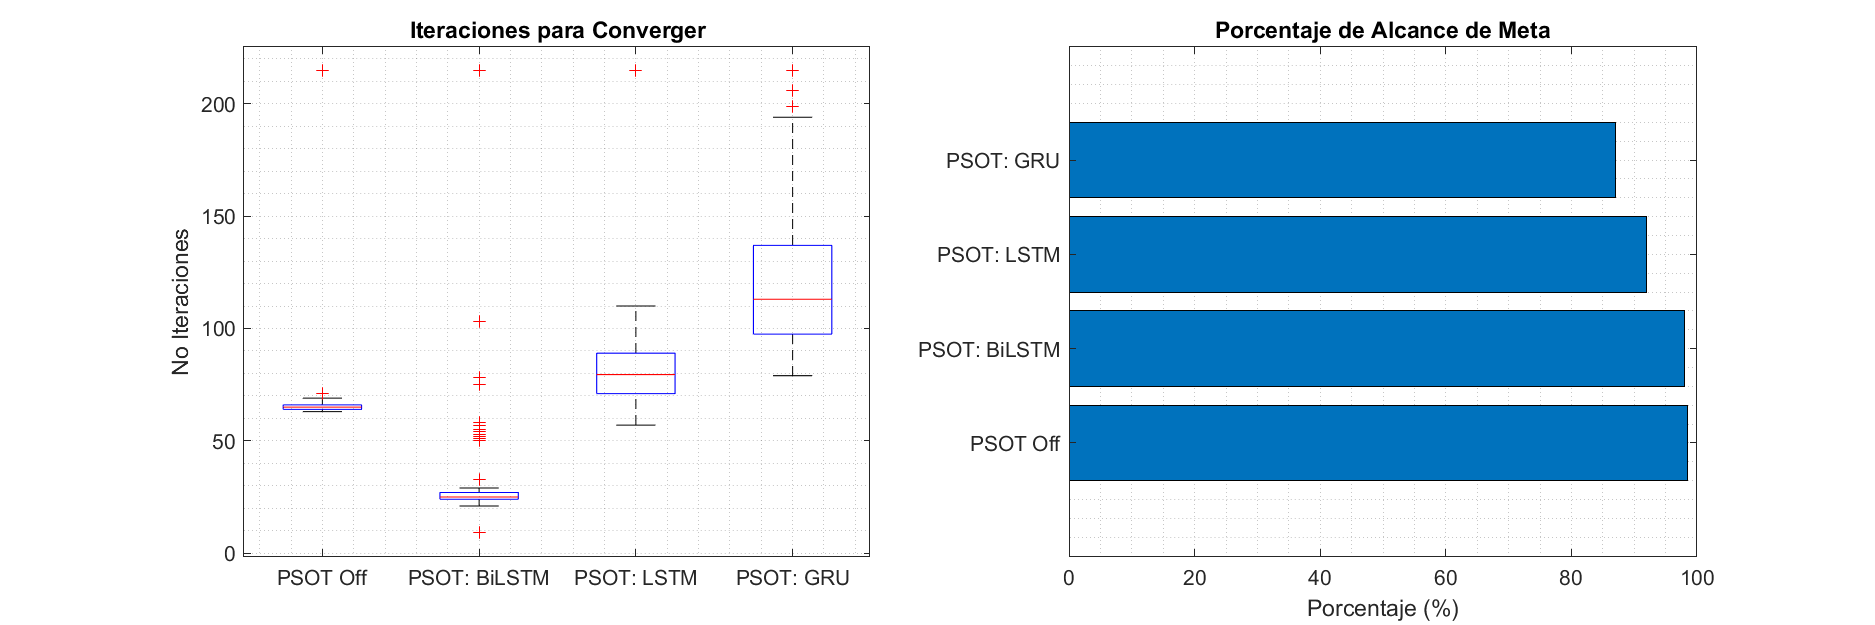 Iteraciones para Converger
No Iteraciones
200
150
100
50
0
PSOT Off
PSOT: BiLSTM
PSOT: LSTM
PSOT: GRU
Porcentaje de Alcance de Meta
PSOT: GRU
PSOT: LSTM
PSOT: BiLSTM
PSOT Off
0
20
40
60
80
100
Porcentaje (%)